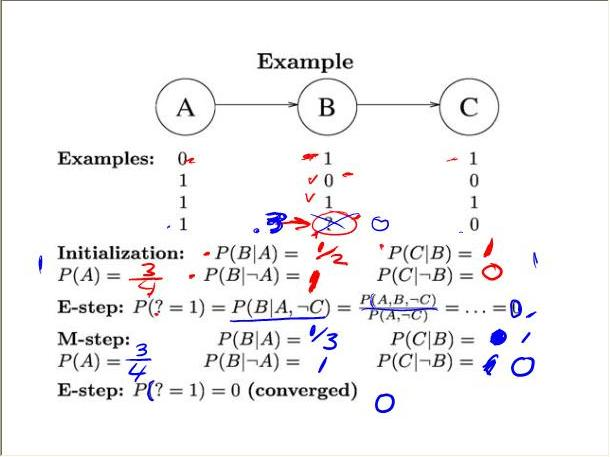 Example
A B C
Examples: 0 1 1
1 0 0
1 1 1
1 .3 ? 0 0
Initialization: P(B|A) = 1/2 P(C|B) = 1
P(A) = 3/4 P(B|¬A) = 1 P(C|¬B) = 0
E-step: P(? = 1) = P(B|A, ¬C) = P(A,B,¬C)/P(A,¬C) = ... = 0
M-step: P(B|A) = 1/3 P(C|B) = 1
P(A) = 3/4 P(B|¬A) = 1 P(C|¬B) = 0
E-step: P(? = 1) = 0 (converged) 0